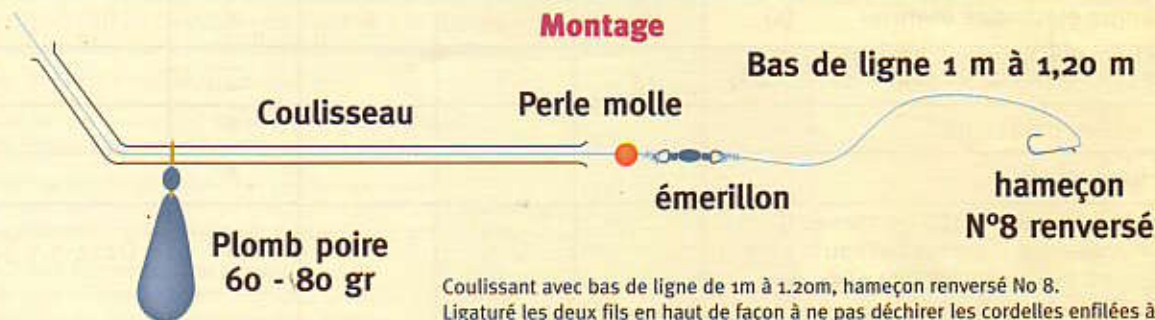 Montage
Bas de ligne 1 m à 1,20 m
Coulisseau
Perle molle
émerillon
hameçon
N°8 renversé
Plomb poire
60 - 80 gr
Coulissant avec bas de ligne de 1m à 1.20m, hameçon renversé No 8.
Ligaturé les deux fils en haut de façon à ne pas déchirer les cordelles enfilées à